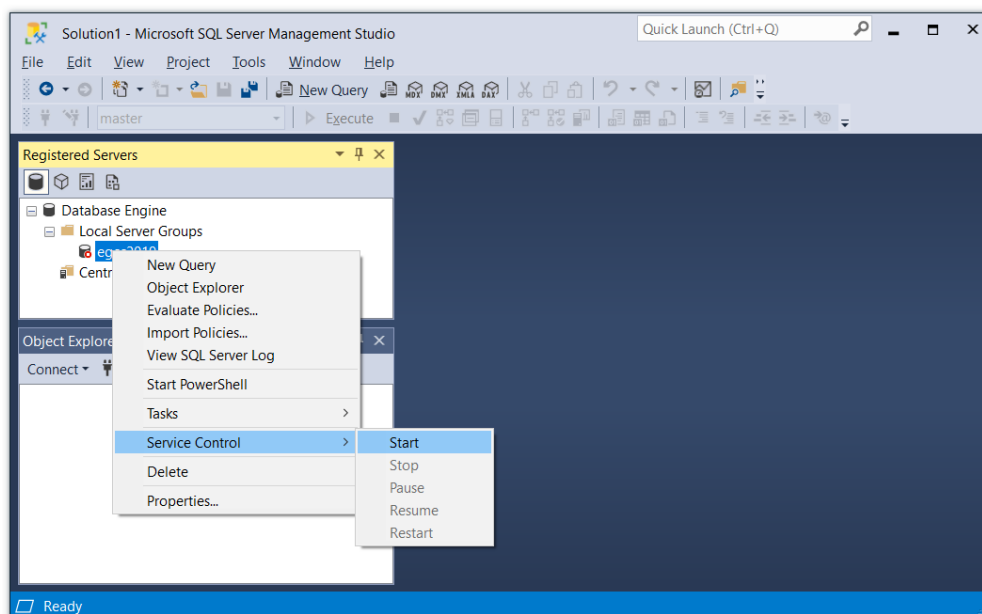 Solution1 - Microsoft SQL Server Management Studio
Quick Launch (Ctrl+Q)
File Edit View Project Tools Window Help
New Query MDX DMX XMLA DAX
master Execute
Registered Servers
Database Engine
Local Server Groups
Centr
New Query
Object Explorer
Evaluate Policies...
Import Policies...
View SQL Server Log
Object Explore
Connect
Start PowerShell
Tasks
Service Control
Start
Stop
Delete
Pause
Properties...
Resume
Restart
Ready